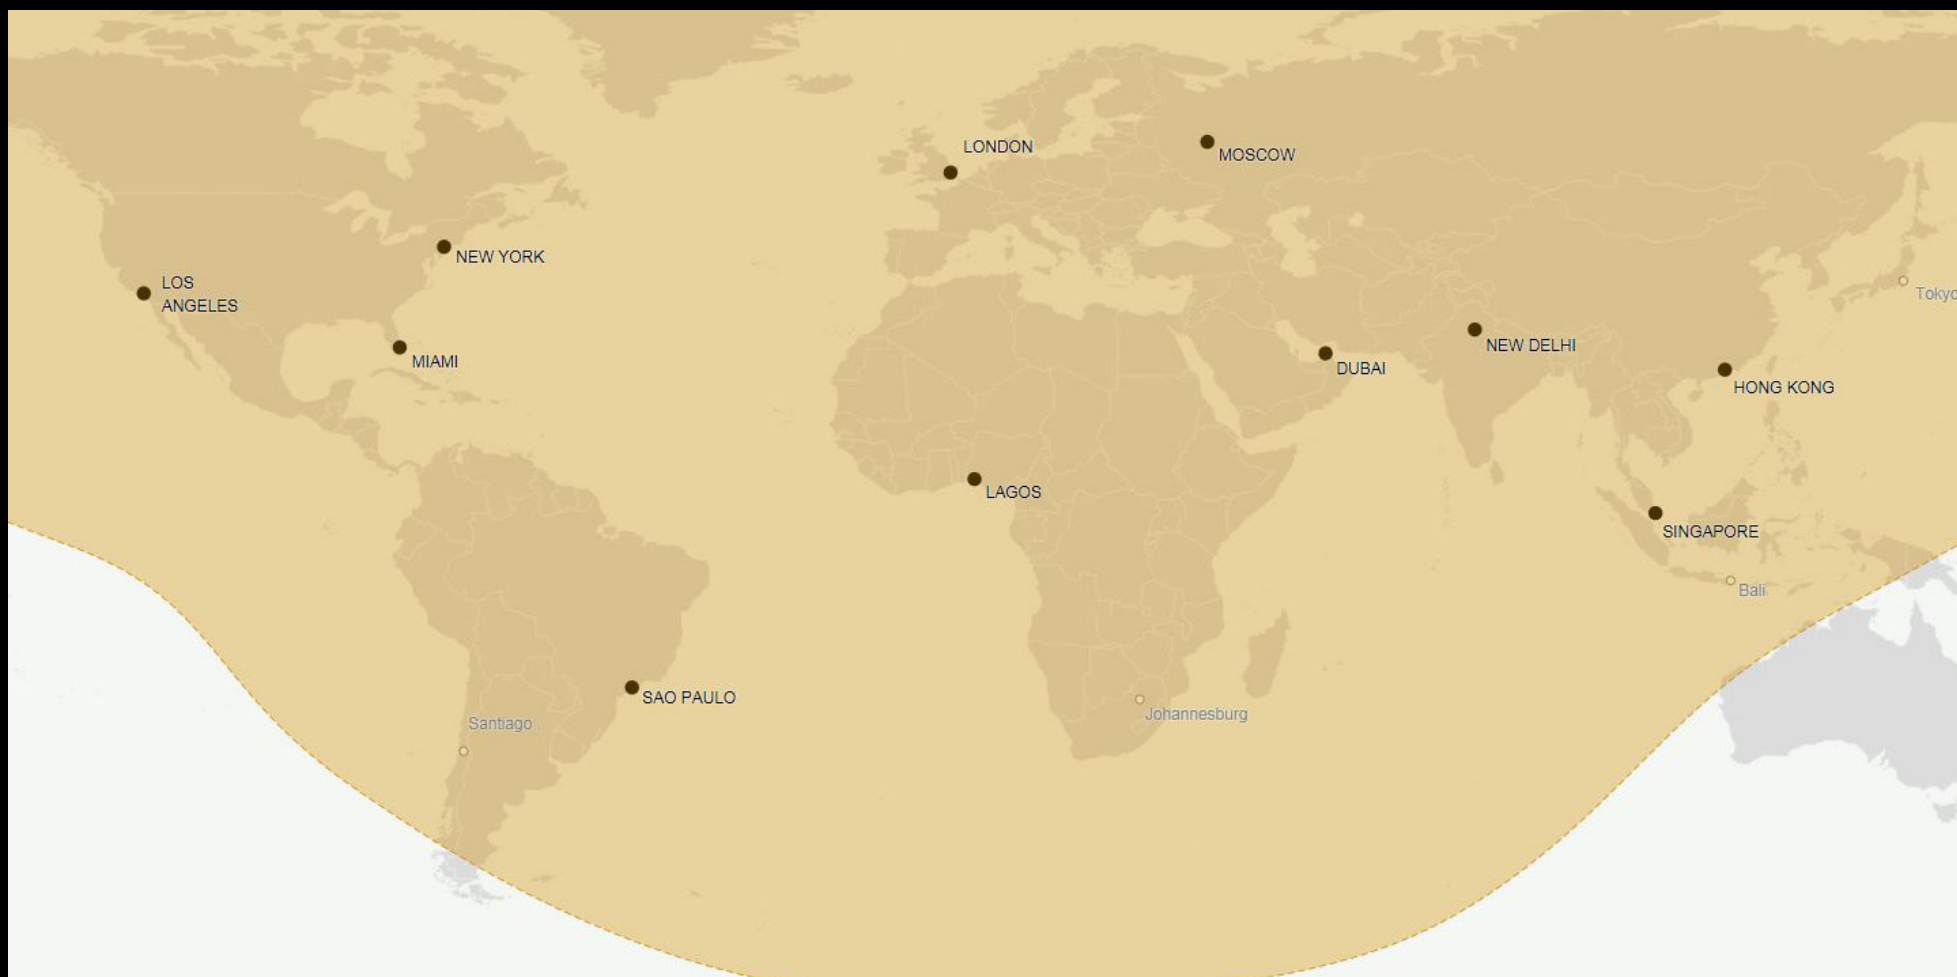 LONDON
MOSCOW
NEW YORK
LOS
ANGELES
Tokyo
NEW DELHI
MIAMI
DUBAI
HONG KONG
LAGOS
SINGAPORE
Bali
SAO PAULO
Johannesburg
Santiago